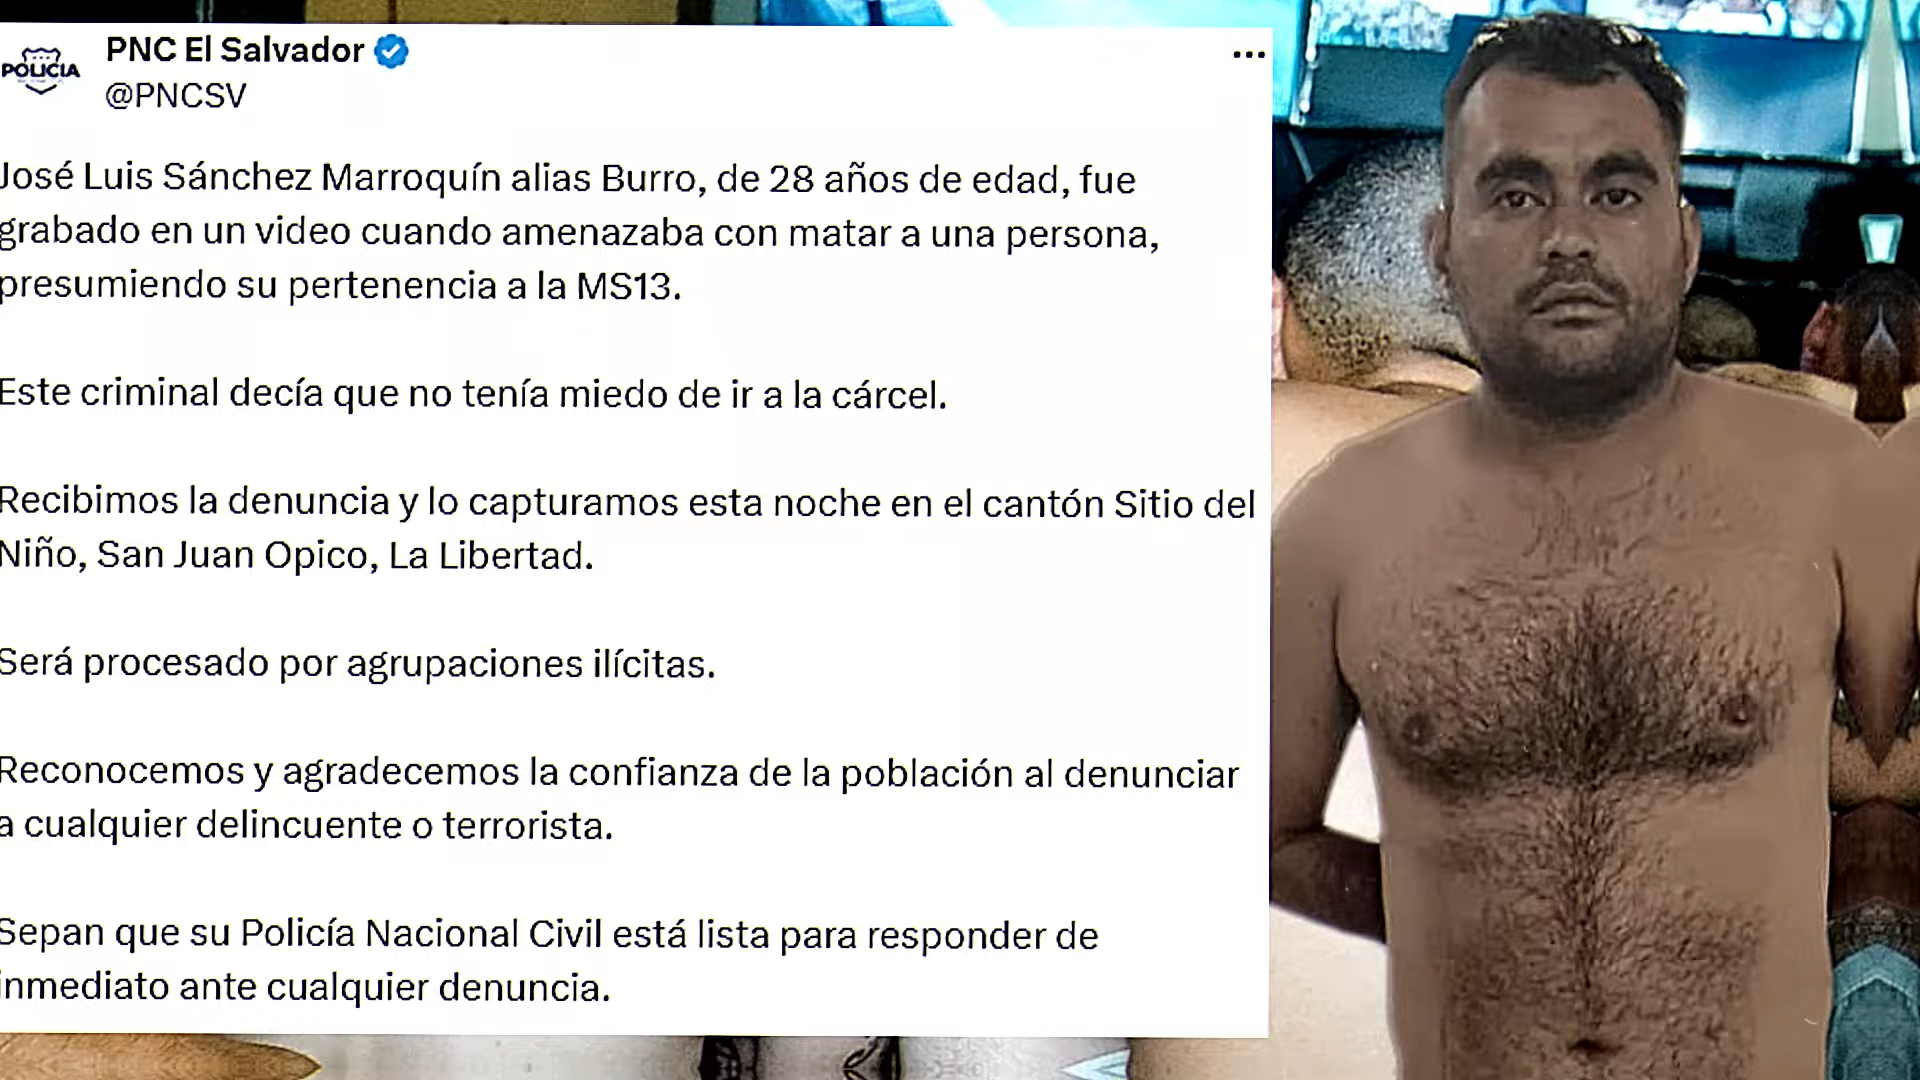 POLICIA
PNC El Salvador
@PNCSV
José Luis Sánchez Marroquín alias Burro, de 28 años de edad, fue
grabado en un video cuando amenazaba con matar a una persona,
presumiendo su pertenencia a la MS13.
Este criminal decía que no tenía miedo de ir a la cárcel.
Recibimos la denuncia y lo capturamos esta noche en el cantón Sitio del
Niño, San Juan Opico, La Libertad.
Será procesado por agrupaciones ilícitas.
Reconocemos y agradecemos la confianza de la población al denunciar
a cualquier delincuente o terrorista.
Sepan que su Policía Nacional Civil está lista para responder de
inmediato ante cualquier denuncia.